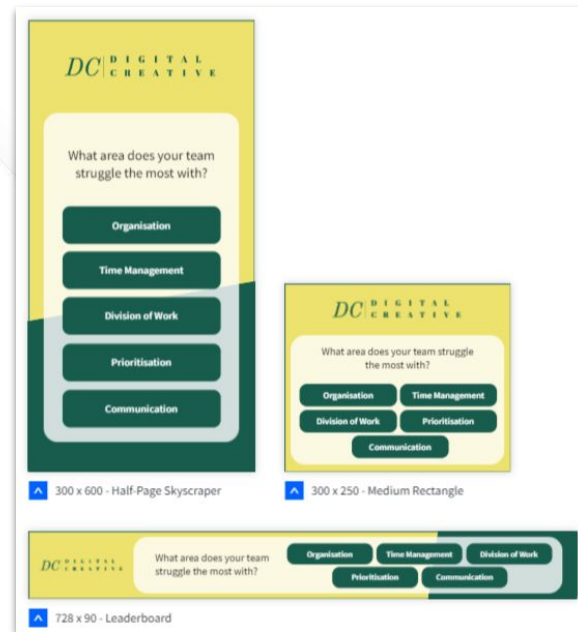 DC DIGITAL
CREATIVE
What area does your team
struggle the most with?
Organisation
Time Management
Division of Work
Prioritisation
Communication
300 x 600 - Half-Page Skyscraper
DC DIGITAL
CREATIVE
What area does your team struggle
the most with?
Organisation Time Management
Division of Work Prioritisation
Communication
300 x 250 - Medium Rectangle
DC DIGITAL
CREATIVE
What area does your team
struggle the most with?
Organisation Time Management Division of Work
Prioritisation Communication
728 x 90 - Leaderboard